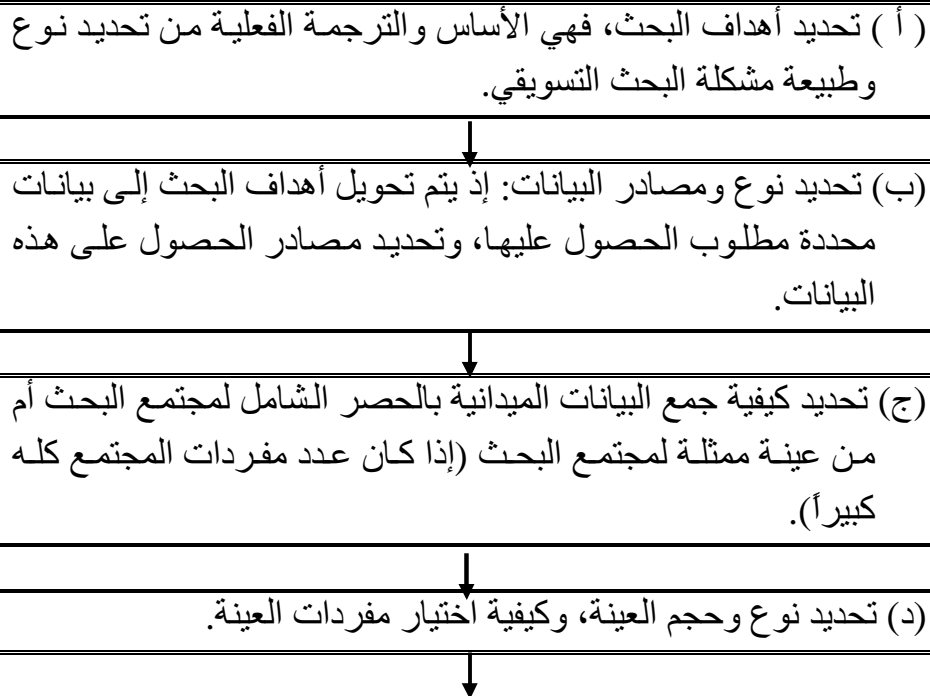 ( أ ) تحديد أهداف البحث، فهي الأساس والترجمة الفعلية من تحديد نوع
وطبيعة مشكلة البحث التسويقي.
(ب) تحديد نوع ومصادر البيانات: إذ يتم تحويل أهداف البحث إلى بيانات
محددة مطلوب الحصول عليها، وتحديد مصادر الحصول على هذه
البيانات.
(ج) تحديد كيفية جمع البيانات الميدانية بالحصر الشامل لمجتمع البحث أم
من عينة ممثلة لمجتمع البحث (إذا كان عدد مفردات المجتمع كله
كبيراً).
(د) تحديد نوع وحجم العينة، وكيفية اختيار مفردات العينة.